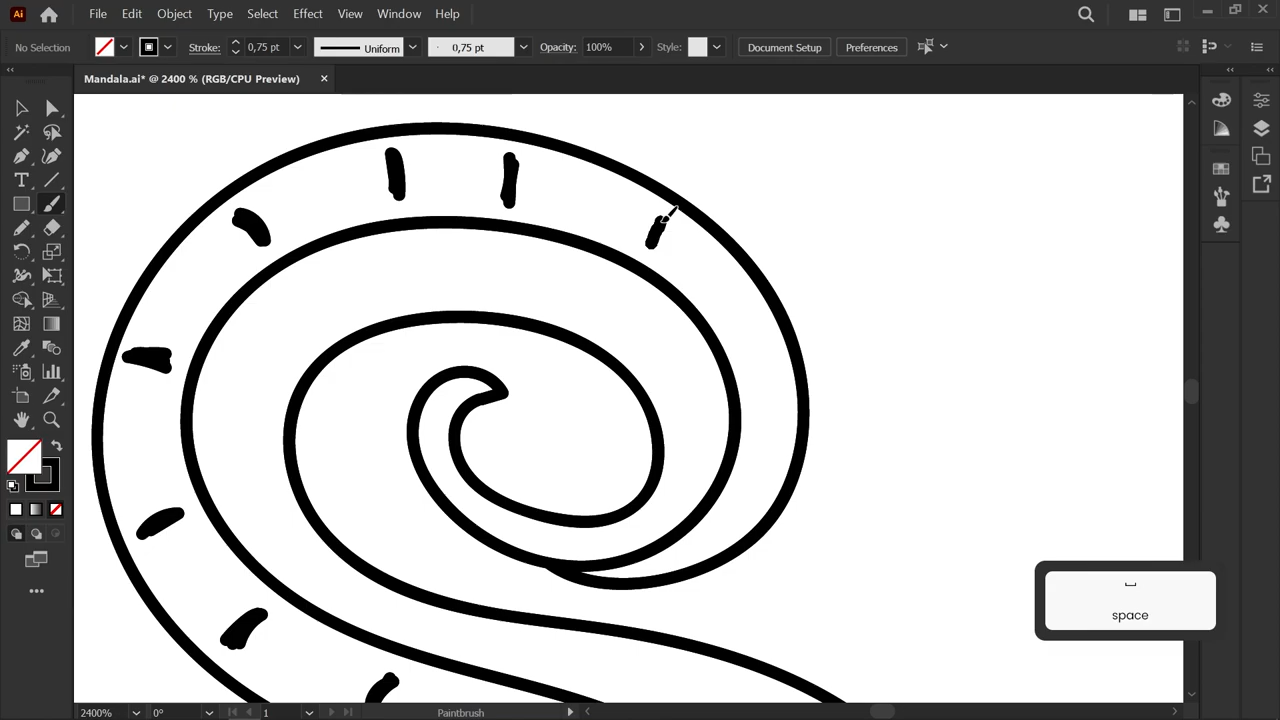 Ai File Edit Object Type Select Effect View Window Help
No Selection Stroke: 0,75 pt Uniform 0,75 pt Opacity: 100% Style: Document Setup Preferences
Mandala.ai* @ 2400 % (RGB/CPU Preview)
space
2400% 0° 1 Paintbrush